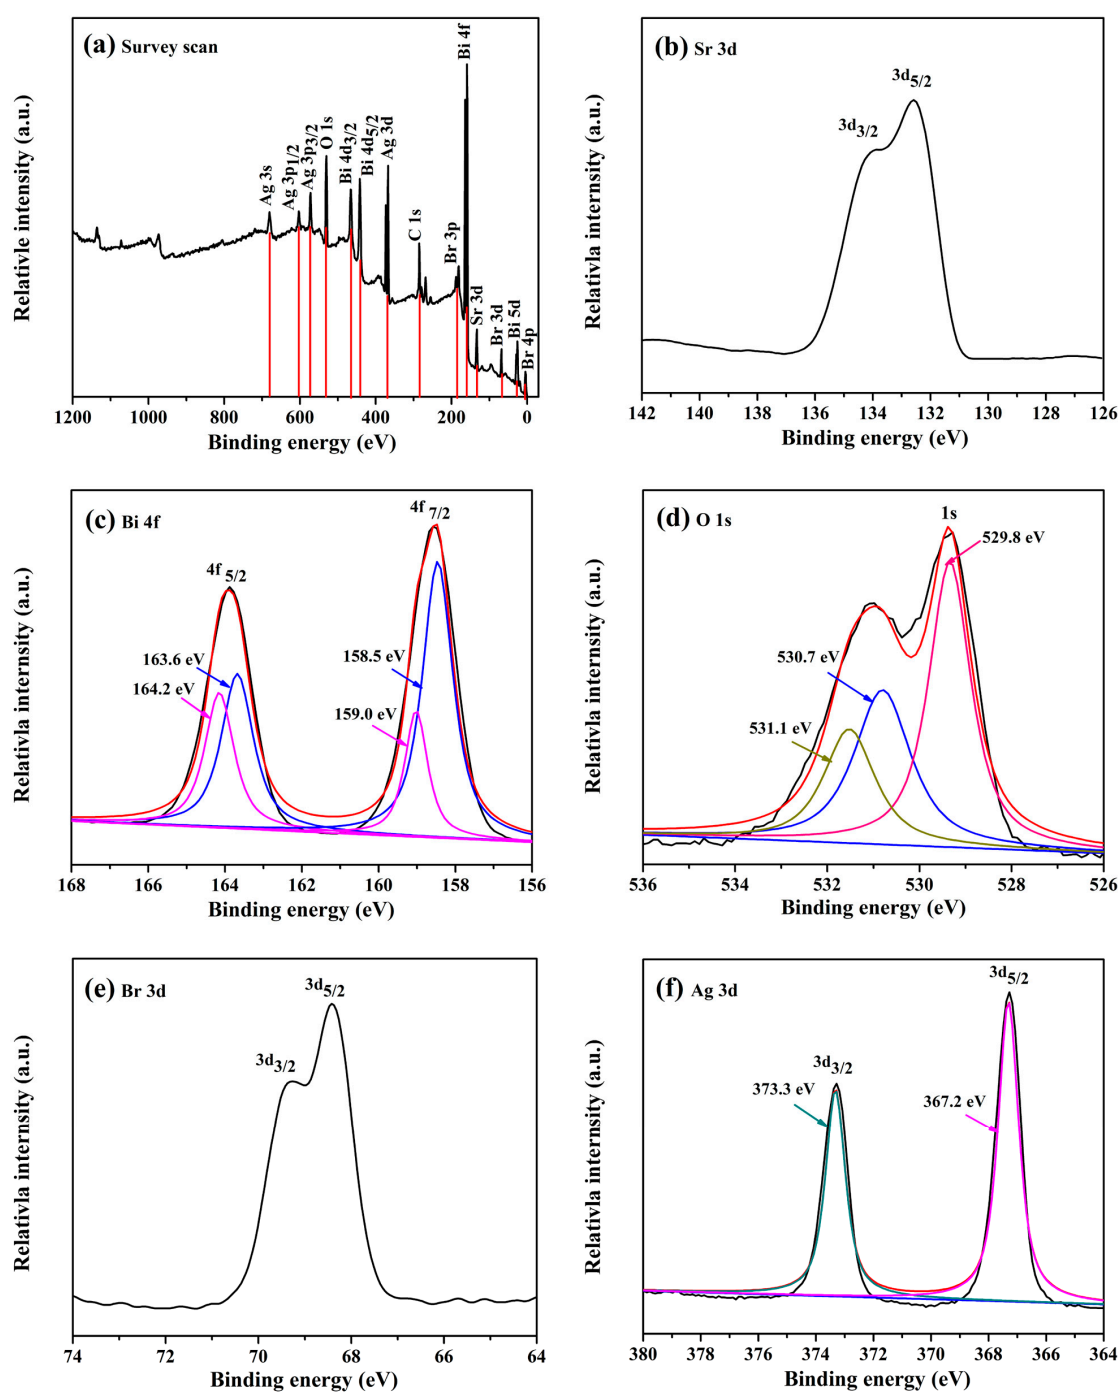 (a) Survey scan
Relativle intensity (a.u.)
Ag 3s
Ag 3p1/2
Ag 3p3/2
O 1s
Bi 4d3/2
Bi 4d5/2
Ag 3d
C 1s
Br 3p
Bi 4f
Sr 3d
Br 3d
Bi 5d
Br 4p
1200 1000 800 600 400 200 0
Binding energy (eV)
(b) Sr 3d
Relativla intensity (a.u.)
3d3/2
3d5/2
142 140 138 136 134 132 130 128 126
Binding energy (eV)
(c) Bi 4f
Relativla intensity (a.u.)
4f 5/2
4f 7/2
163.6 eV
164.2 eV
158.5 eV
159.0 eV
168 166 164 162 160 158 156
Binding energy (eV)
(d) O 1s
Relativla intensity (a.u.)
1s
529.8 eV
530.7 eV
531.1 eV
536 534 532 530 528 526
Binding energy (eV)
(e) Br 3d
Relativla intensity (a.u.)
3d3/2
3d5/2
74 72 70 68 66 64
Binding energy (eV)
(f) Ag 3d
Relativla intensity (a.u.)
3d3/2
3d5/2
373.3 eV
367.2 eV
380 378 376 374 372 370 368 366 364
Binding energy (eV)